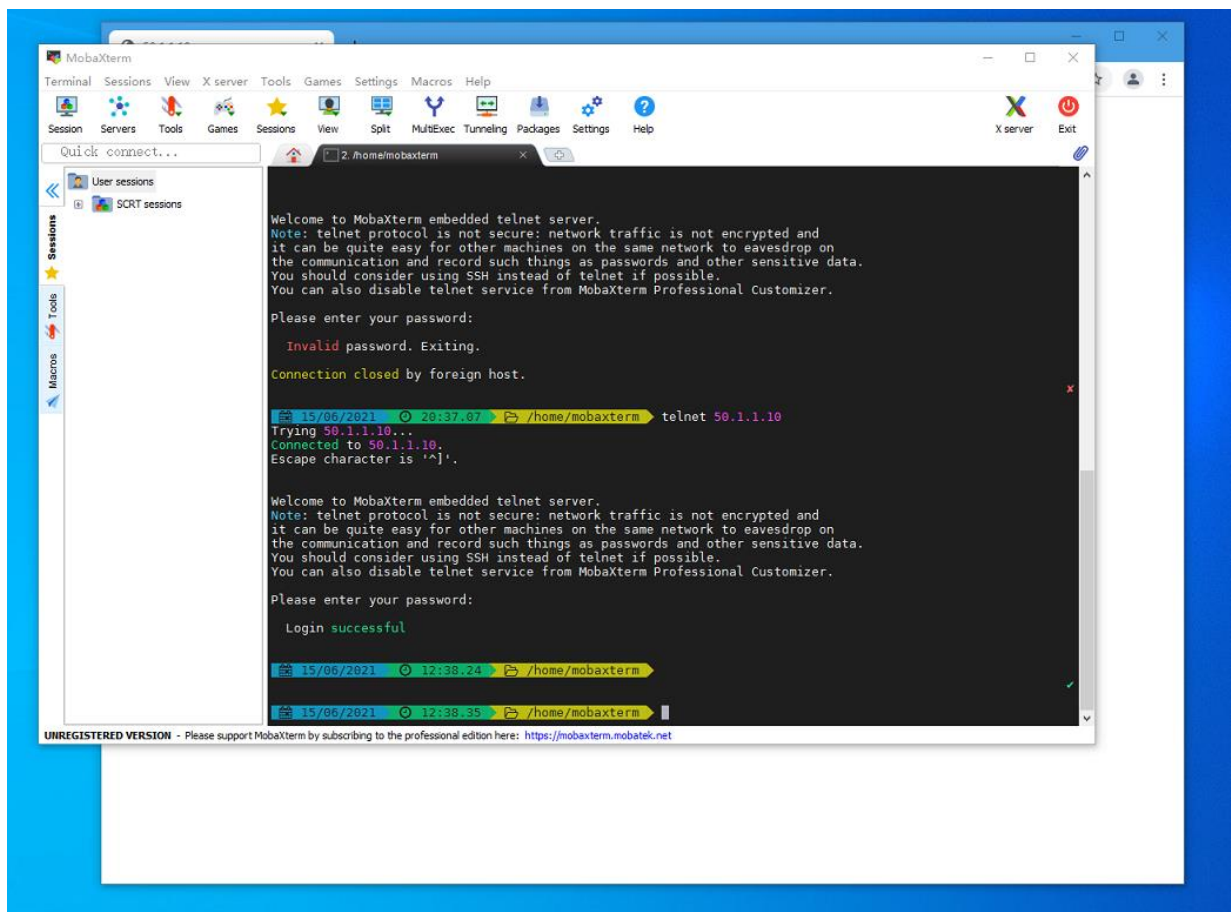 MobaXterm
Terminal Sessions View X server Tools Games Settings Macros Help
Session Servers Tools Games Sessions View Split MultiExec Tunneling Packages Settings Help X server Exit
Quick connect...
2. /home/mobaxterm
User sessions
SCRT sessions
Sessions
Tools
Macros
Welcome to MobaXterm embedded telnet server.
Note: telnet protocol is not secure: network traffic is not encrypted and
it can be quite easy for other machines on the same network to eavesdrop on
the communication and record such things as passwords and other sensitive data.
You should consider using SSH instead of telnet if possible.
You can also disable telnet service from MobaXterm Professional Customizer.
Please enter your password:
Invalid password. Exiting.
Connection closed by foreign host.
15/06/2021 20:37.07 /home/mobaxterm telnet 50.1.1.10
Trying 50.1.1.10...
Connected to 50.1.1.10.
Escape character is '^]'.
Welcome to MobaXterm embedded telnet server.
Note: telnet protocol is not secure: network traffic is not encrypted and
it can be quite easy for other machines on the same network to eavesdrop on
the communication and record such things as passwords and other sensitive data.
You should consider using SSH instead of telnet if possible.
You can also disable telnet service from MobaXterm Professional Customizer.
Please enter your password:
Login successful
15/06/2021 12:38.24 /home/mobaxterm
15/06/2021 12:38.35 /home/mobaxterm
UNREGISTERED VERSION - Please support MobaXterm by subscribing to the professional edition here: https://mobaxterm.mobatek.net